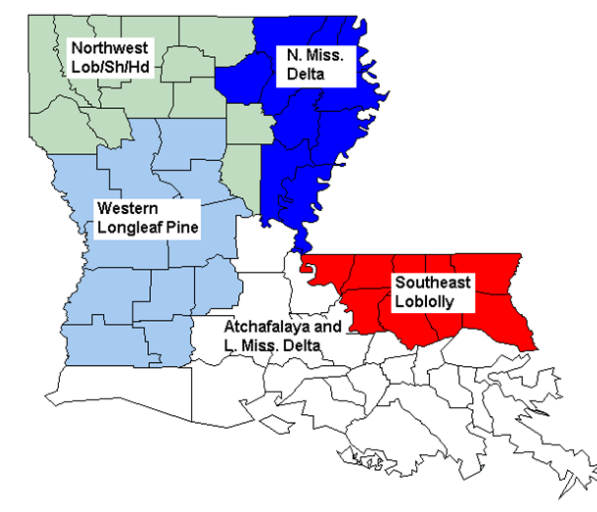 Northwest
Lob/Sh/Hd
N. Miss.
Delta
Western
Longleaf Pine
Southeast
Loblolly
Atchafalaya and
L. Miss. Delta